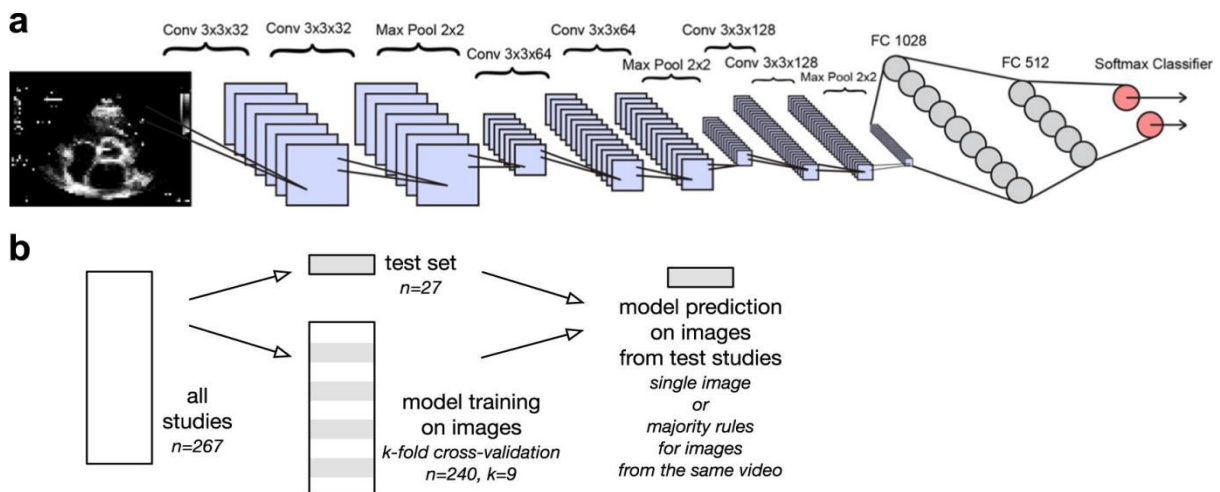 a
Conv 3x3x32
Conv 3x3x32
Max Pool 2x2
Conv 3x3x64
Conv 3x3x64
Max Pool 2x2
Conv 3x3x128
Conv 3x3x128
Max Pool 2x2
FC 1028
FC 512
Softmax Classifier
b
all
studies
n=267
test set
n=27
model training
on images
k-fold cross-validation
n=240, k=9
model prediction
on images
from test studies
single image
or
majority rules
for images
from the same video